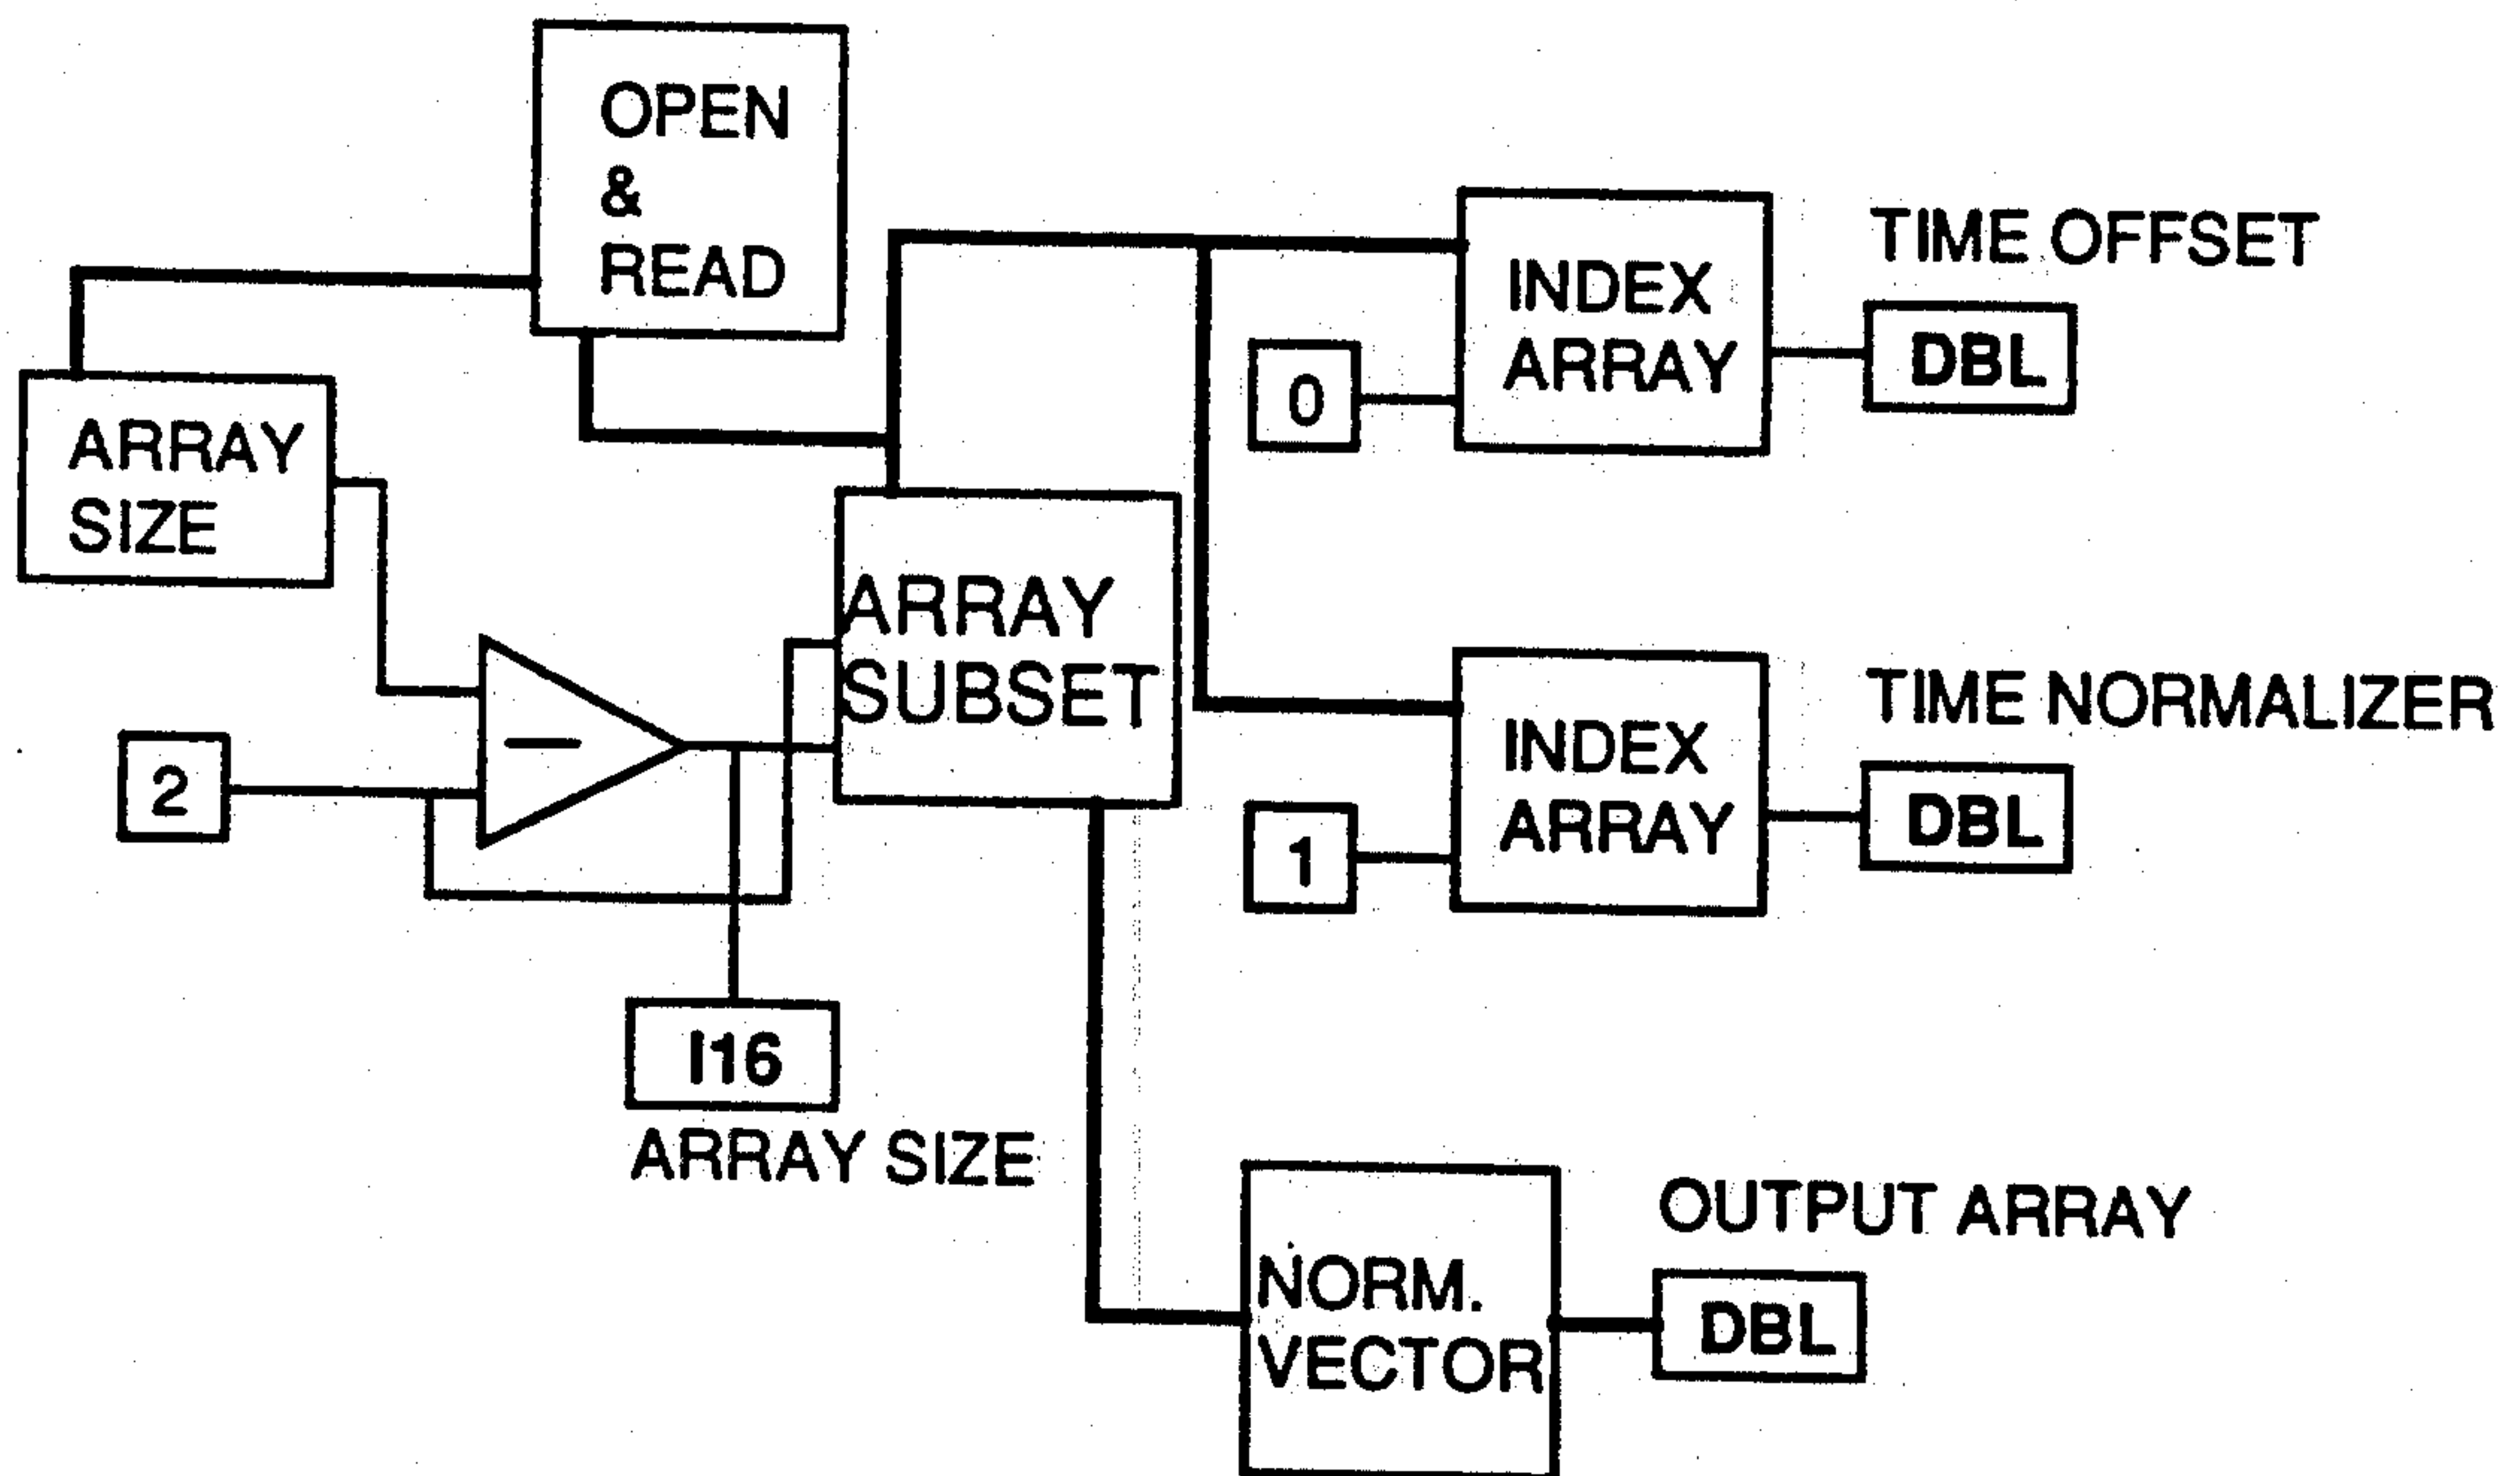 OPEN
&
READ
TIME OFFSET
INDEX
ARRAY
DBL
0
ARRAY
SIZE
ARRAY
SUBSET
TIME NORMALIZER
INDEX
ARRAY
DBL
2
−
1
I16
ARRAY SIZE
OUTPUT ARRAY
NORM.
VECTOR
DBL